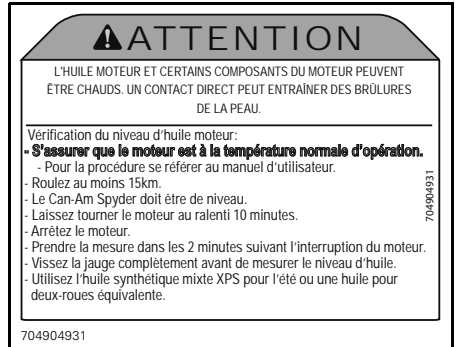 ATTENTION
L'HUILE MOTEUR ET CERTAINS COMPOSANTS DU MOTEUR PEUVENT
ÊTRE CHAUDS. UN CONTACT DIRECT PEUT ENTRAÎNER DES BRÛLURES
DE LA PEAU.
Vérification du niveau d'huile moteur:
- S'assurer que le moteur est à la température normale d'opération.
- Pour la procédure se référer au manuel d'utilisateur.
- Roulez au moins 15km.
- Le Can-Am Spyder doit être de niveau.
- Laissez tourner le moteur au ralenti 10 minutes.
- Arrêtez le moteur.
- Prendre la mesure dans les 2 minutes suivant l'interruption du moteur.
- Vissez la jauge complètement avant de mesurer le niveau d'huile.
- Utilisez l'huile synthétique mixte XPS pour l'été ou une huile pour
deux-roues équivalente.
704904931
704904931